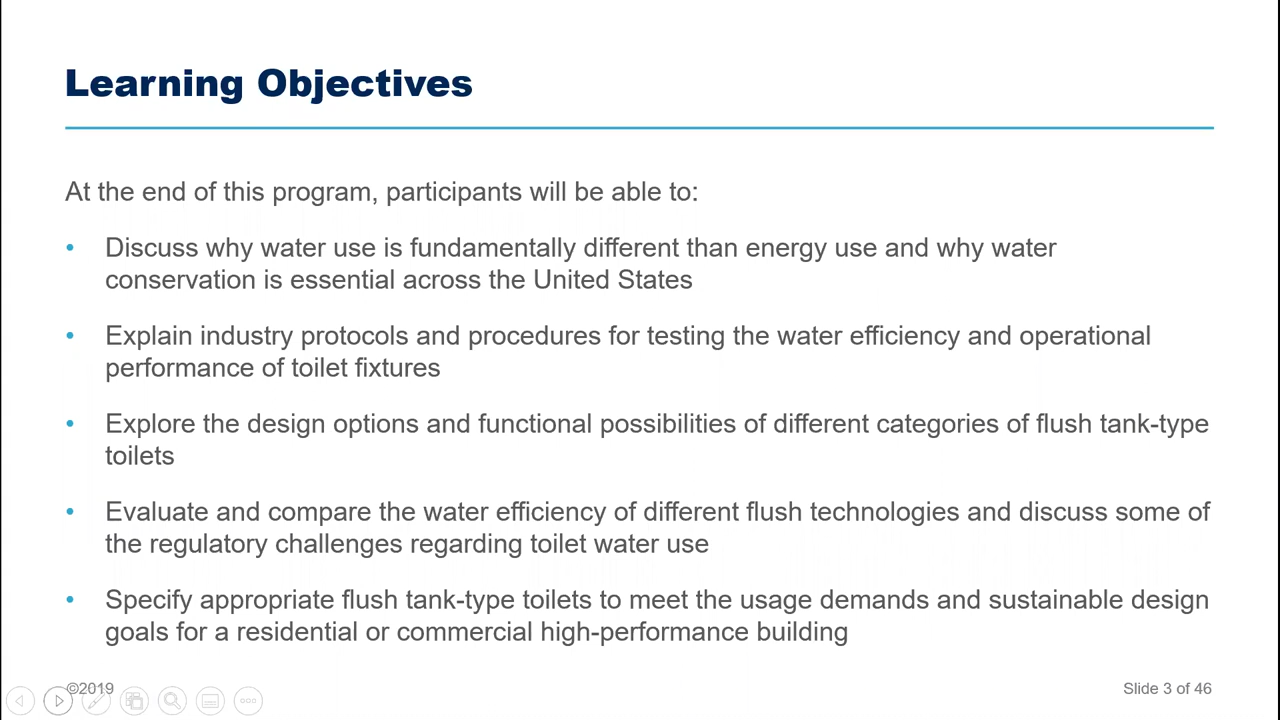 Learning Objectives
At the end of this program, participants will be able to:
• Discuss why water use is fundamentally different than energy use and why water
conservation is essential across the United States
• Explain industry protocols and procedures for testing the water efficiency and operational
performance of toilet fixtures
• Explore the design options and functional possibilities of different categories of flush tank-type
toilets
• Evaluate and compare the water efficiency of different flush technologies and discuss some of
the regulatory challenges regarding toilet water use
• Specify appropriate flush tank-type toilets to meet the usage demands and sustainable design
goals for a residential or commercial high-performance building
©2019
Slide 3 of 46